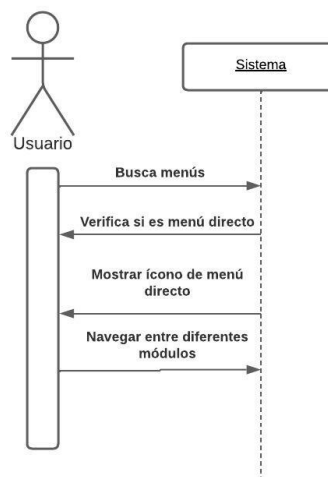 Sistema
Usuario
Busca menús
Verifica si es menú directo
Mostrar ícono de menú
directo
Navegar entre diferentes
módulos